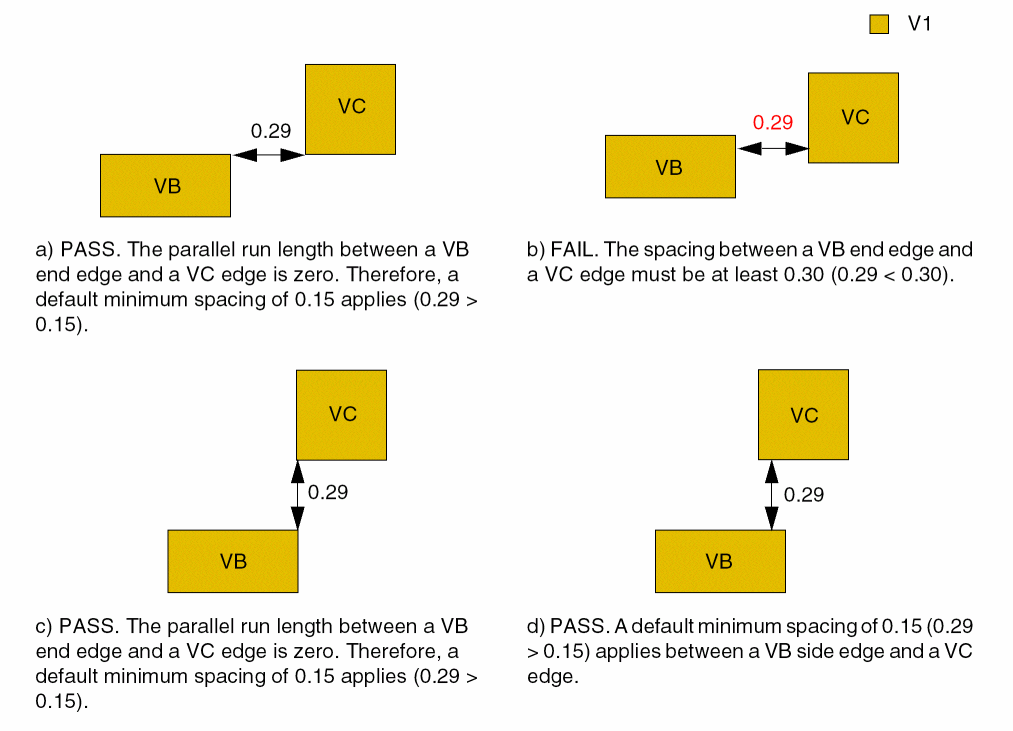 V1
VC
0.29
VB
VC
0.29
VB
a) PASS. The parallel run length between a VB
end edge and a VC edge is zero. Therefore, a
default minimum spacing of 0.15 applies (0.29 >
0.15).
b) FAIL. The spacing between a VB end edge and
a VC edge must be at least 0.30 (0.29 < 0.30).
VC
0.29
VB
VC
0.29
VB
c) PASS. The parallel run length between a VB
end edge and a VC edge is zero. Therefore, a
default minimum spacing of 0.15 applies (0.29 >
0.15).
d) PASS. A default minimum spacing of 0.15 (0.29
> 0.15) applies between a VB side edge and a VC
edge.